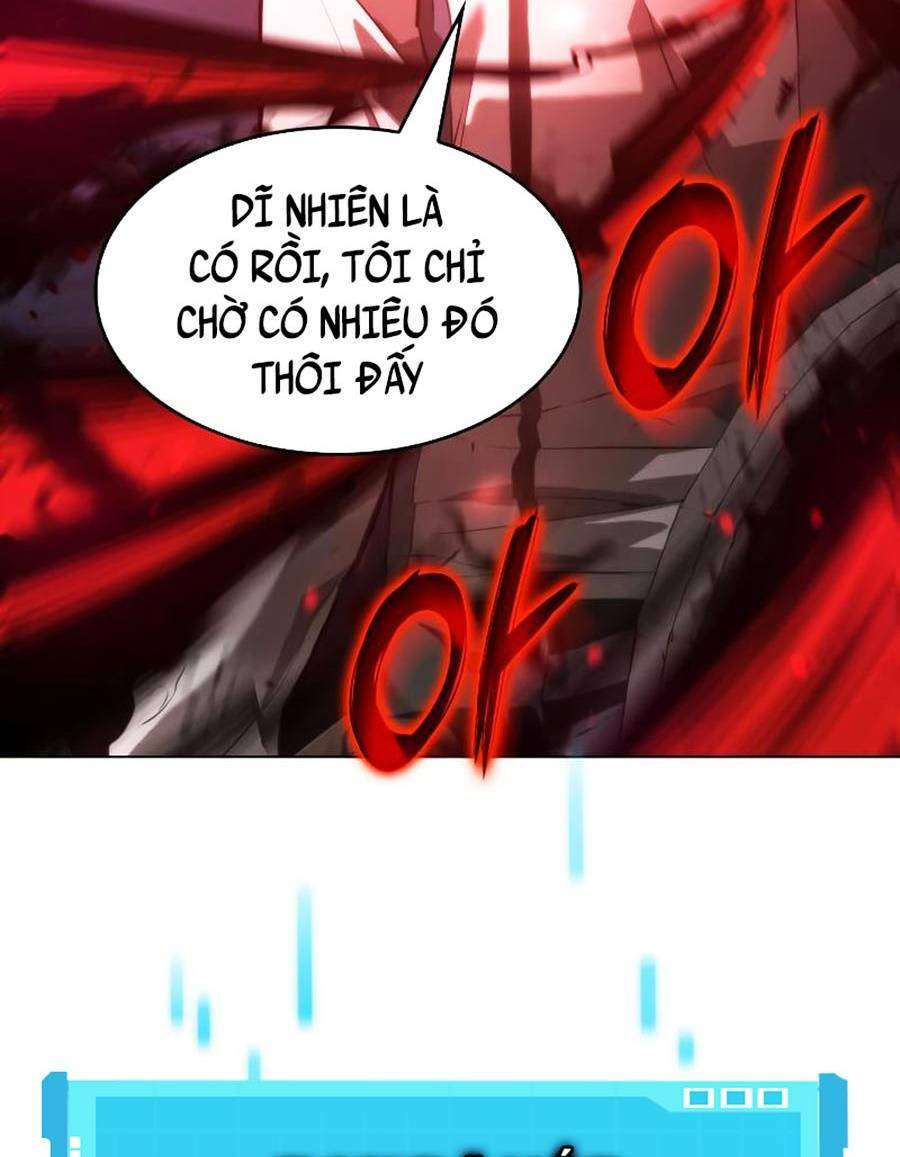 DĨ NHIÊN LÀ
CÓ RỒI, TÔI CHỈ
CHỜ CÓ NHIÊU ĐÓ
THÔI ĐẤY
아
아